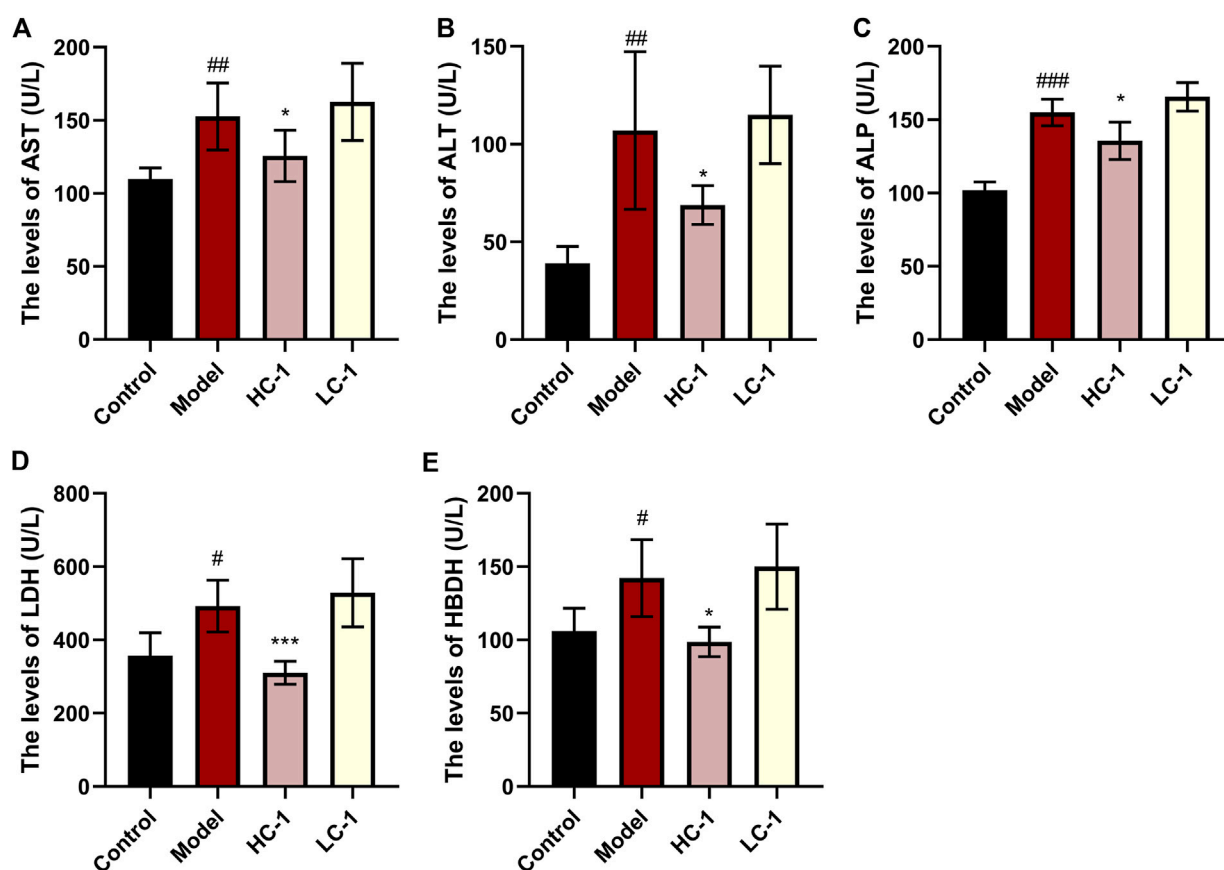 A
The levels of AST (U/L)
200
150
100
50
0
##
*
Control
Model
HC-1
LC-1
B
The levels of ALT (U/L)
150
100
50
0
##
*
Control
Model
HC-1
LC-1
C
The levels of ALP (U/L)
200
150
100
50
0
###
*
Control
Model
HC-1
LC-1
D
The levels of LDH (U/L)
800
600
400
200
0
#
***
Control
Model
HC-1
LC-1
E
The levels of HBDH (U/L)
200
150
100
50
0
#
*
Control
Model
HC-1
LC-1